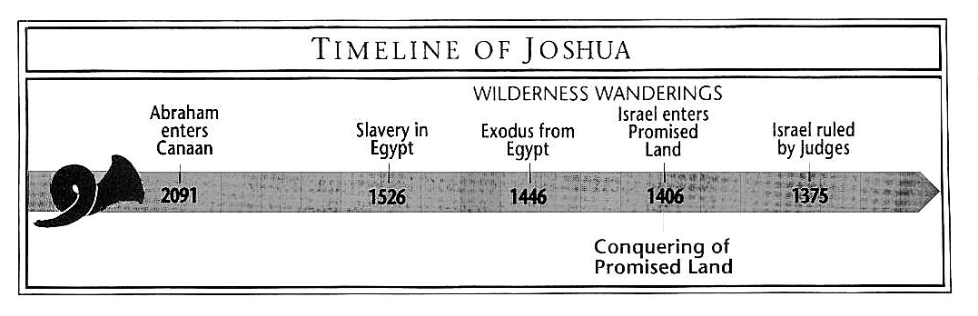 TIMELINE OF JOSHUA
WILDERNESS WANDERINGS
Abraham
enters
Canaan
Slavery in
Egypt
Exodus from
Egypt
Israel enters
Promised
Land
Israel ruled
by Judges
2091
1526
1446
1406
1375
Conquering of
Promised Land